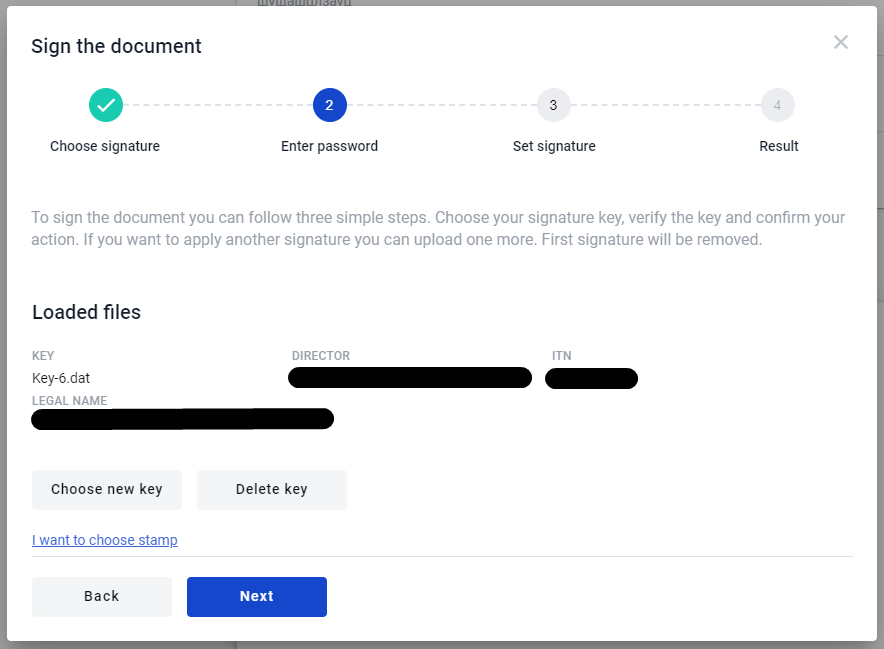 Sign the document
2
3
4
Choose signature
Enter password
Set signature
Result
To sign the document you can follow three simple steps. Choose your signature key, verify the key and confirm your
action. If you want to apply another signature you can upload one more. First signature will be removed.
Loaded files
KEY
DIRECTOR
ITN
Key-6.dat
LEGAL NAME
Choose new key
Delete key
I want to choose stamp
Back
Next